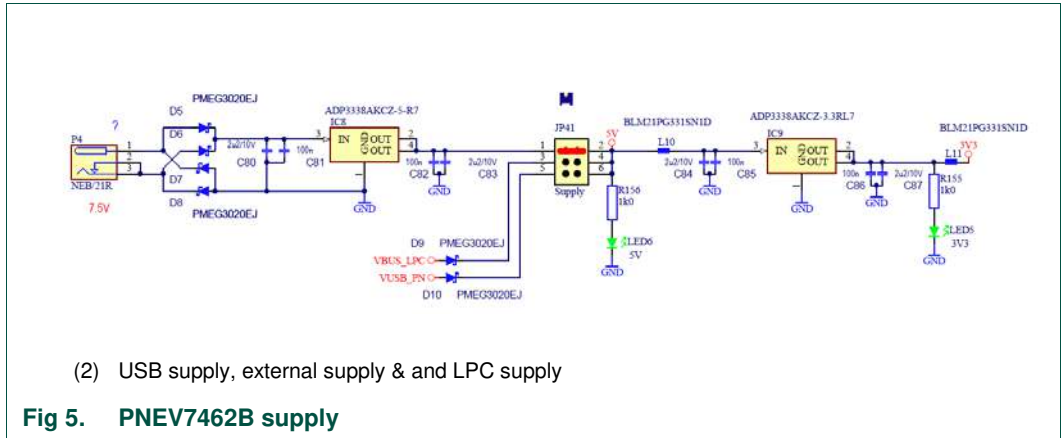 PMEG3020EJ
D5
D6
D7
D8
PMEG3020EJ
?
P4
1
2
3
NEB/21R
7.5V
2u2/10V
C80
100n
C81
ADP3338AKCZ-5-R7
IC8
3
IN
GND
OUT
OUT
2
4
1
GND
100n
C82
2u2/10V
C83
GND
JP41
1
3
5
2
4
6
Supply
5V
R156
1k0
LED6
5V
GND
D9
PMEG3020EJ
VBUS_LPC
VUSB_PN
D10
PMEG3020EJ
BLM21PG331SN1D
L10
2u2/10V
C84
100n
C85
GND
ADP3338AKCZ-3.3RL7
IC9
3
IN
GND
OUT
OUT
2
4
1
GND
100n
C86
2u2/10V
C87
GND
BLM21PG331SN1D
L11
3V3
R155
1k0
LED5
3V3
GND
(2) USB supply, external supply & and LPC supply
Fig 5. PNEV7462B supply